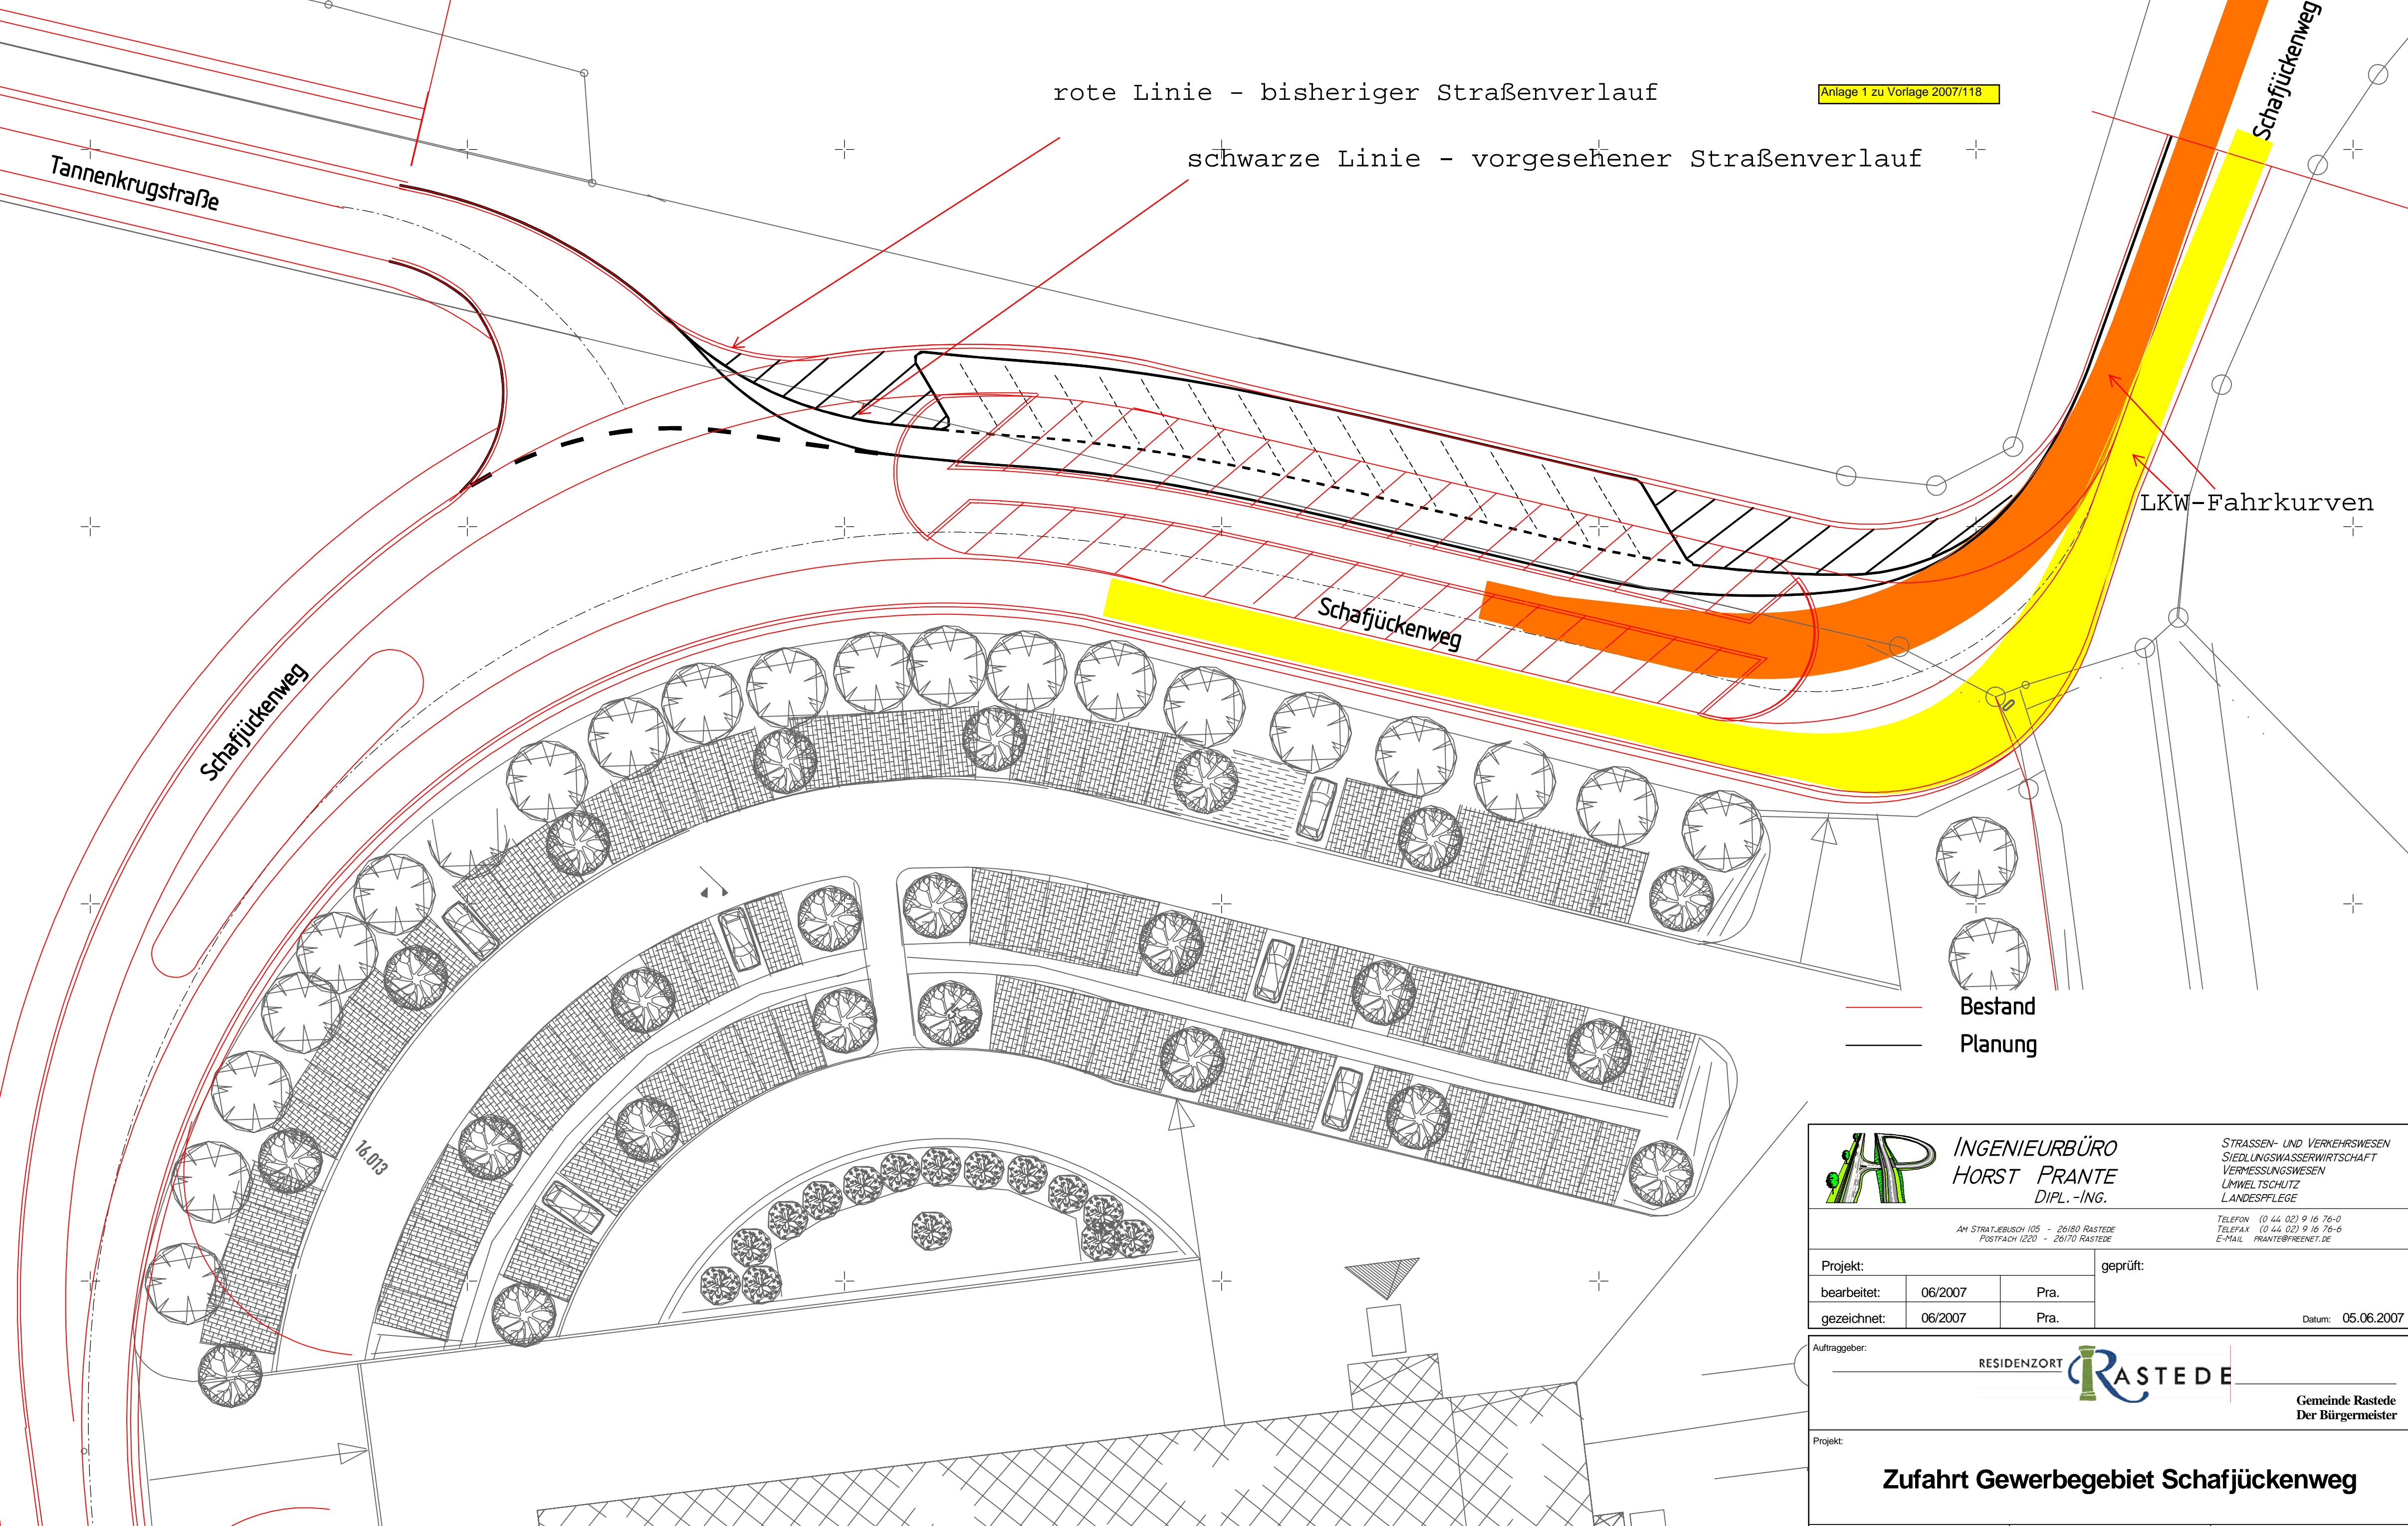 Schafjückenweg
rote Linie - bisheriger Straßenverlauf
Anlage 1 zu Vorlage 2007/118
schwarze Linie - vorgesehener Straßenverlauf
Tannenkrugstraße
LKW-Fahrkurven
Schafjückenweg
Schafjückenweg
Bestand
Planung
16.013
INGENIEURBÜRO
HORST PRANTE
DIPL.-ING.
STRASSEN- UND VERKEHRSWESEN
SIEDLUNGSWASSERWIRTSCHAFT
VERMESSUNGSWESEN
UMWELTSCHUTZ
LANDESPFLEGE
AM STRATJEBUSCH 105 - 26180 RASTEDE
POSTFACH 1220 - 26170 RASTEDE
TELEFON (0 44 02) 9 16 76-0
TELEFAX (0 44 02) 9 16 76-6
E-MAIL PRANTE@FREENET.DE
Projekt:
geprüft:
bearbeitet: 06/2007 Pra.
gezeichnet: 06/2007 Pra.
Datum: 05.06.2007
Auftraggeber:
RESIDENZORT
RASTEDE
Gemeinde Rastede
Der Bürgermeister
Projekt:
Zufahrt Gewerbegebiet Schafjückenweg